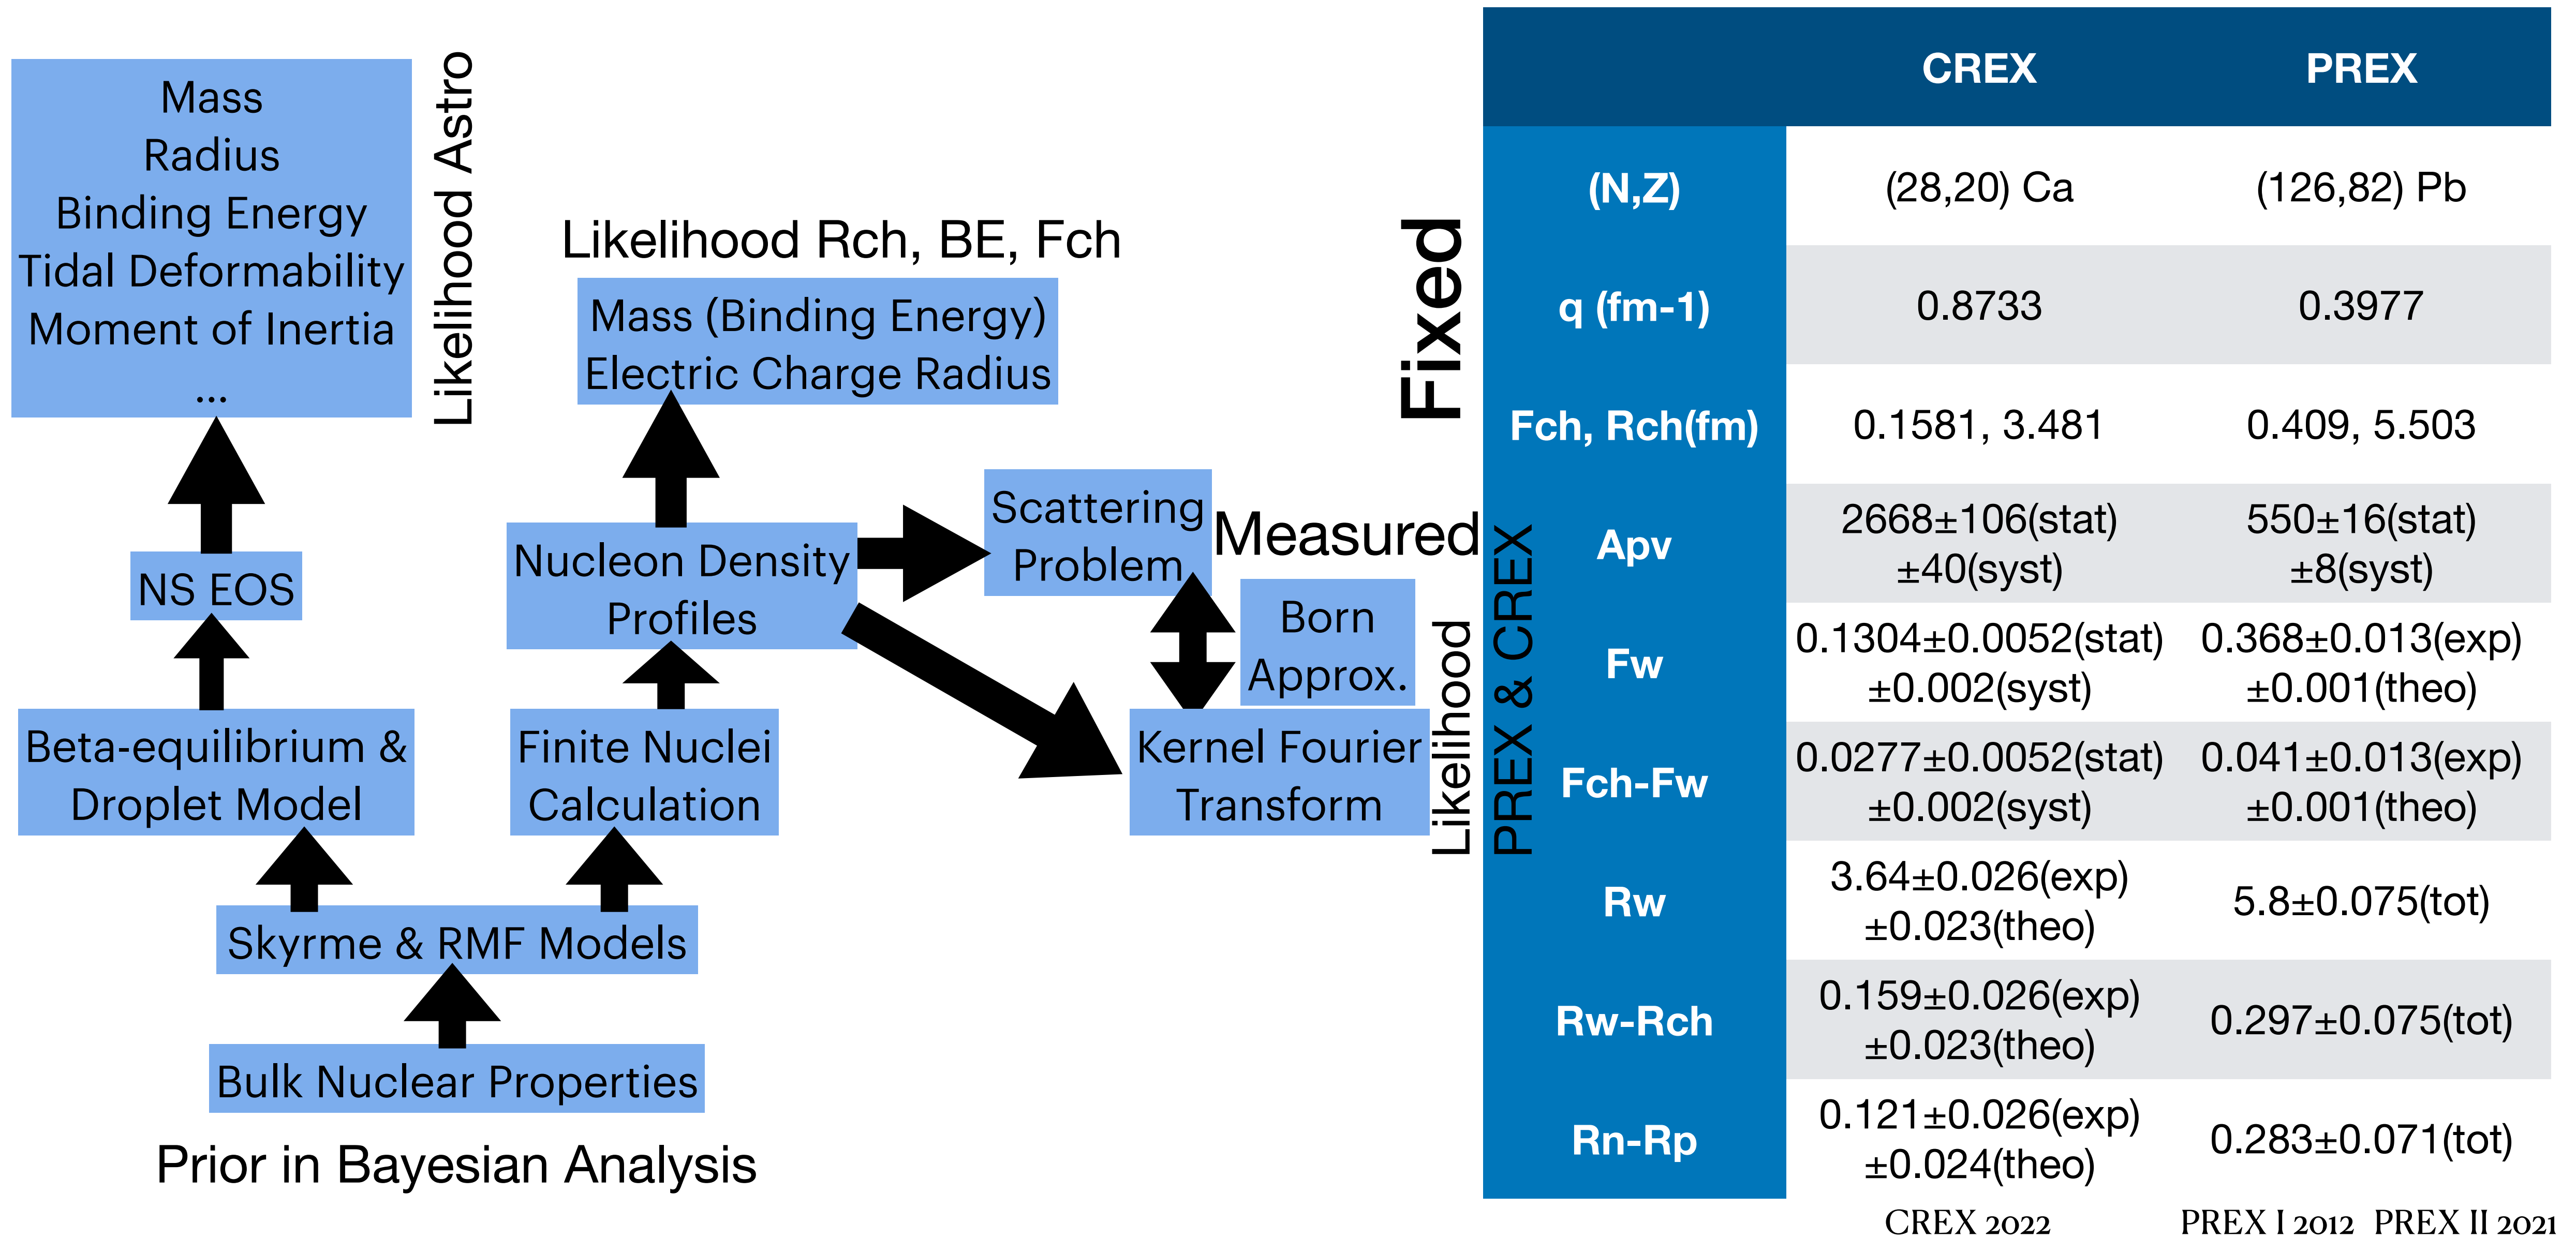 Mass
Radius
Binding Energy
Tidal Deformability
Moment of Inertia
...
Likelihood Astro
NS EOS
Beta-equilibrium &
Droplet Model
Likelihood Rch, BE, Fch
Mass (Binding Energy)
Electric Charge Radius
Nucleon Density
Profiles
Finite Nuclei
Calculation
Skyrme & RMF Models
Bulk Nuclear Properties
Prior in Bayesian Analysis
Scattering
Problem
Born
Approx.
Kernel Fourier
Transform
Fixed
Measured
Likelihood
PREX & CREX
CREX PREX
(N,Z) (28,20) Ca (126,82) Pb
q (fm-1) 0.8733 0.3977
Fch, Rch(fm) 0.1581, 3.481 0.409, 5.503
Apv
2668±106(stat)
±40(syst)
550±16(stat)
±8(syst)
Fw
0.1304±0.0052(stat)
±0.002(syst)
0.368±0.013(exp)
±0.001(theo)
Fch-Fw
0.0277±0.0052(stat)
±0.002(syst)
0.041±0.013(exp)
±0.001(theo)
Rw
3.64±0.026(exp)
±0.023(theo)
5.8±0.075(tot)
Rw-Rch
0.159±0.026(exp)
±0.023(theo)
0.297±0.075(tot)
Rn-Rp
0.121±0.026(exp)
±0.024(theo)
0.283±0.071(tot)
CREX 2022 PREX I 2012 PREX II 2021